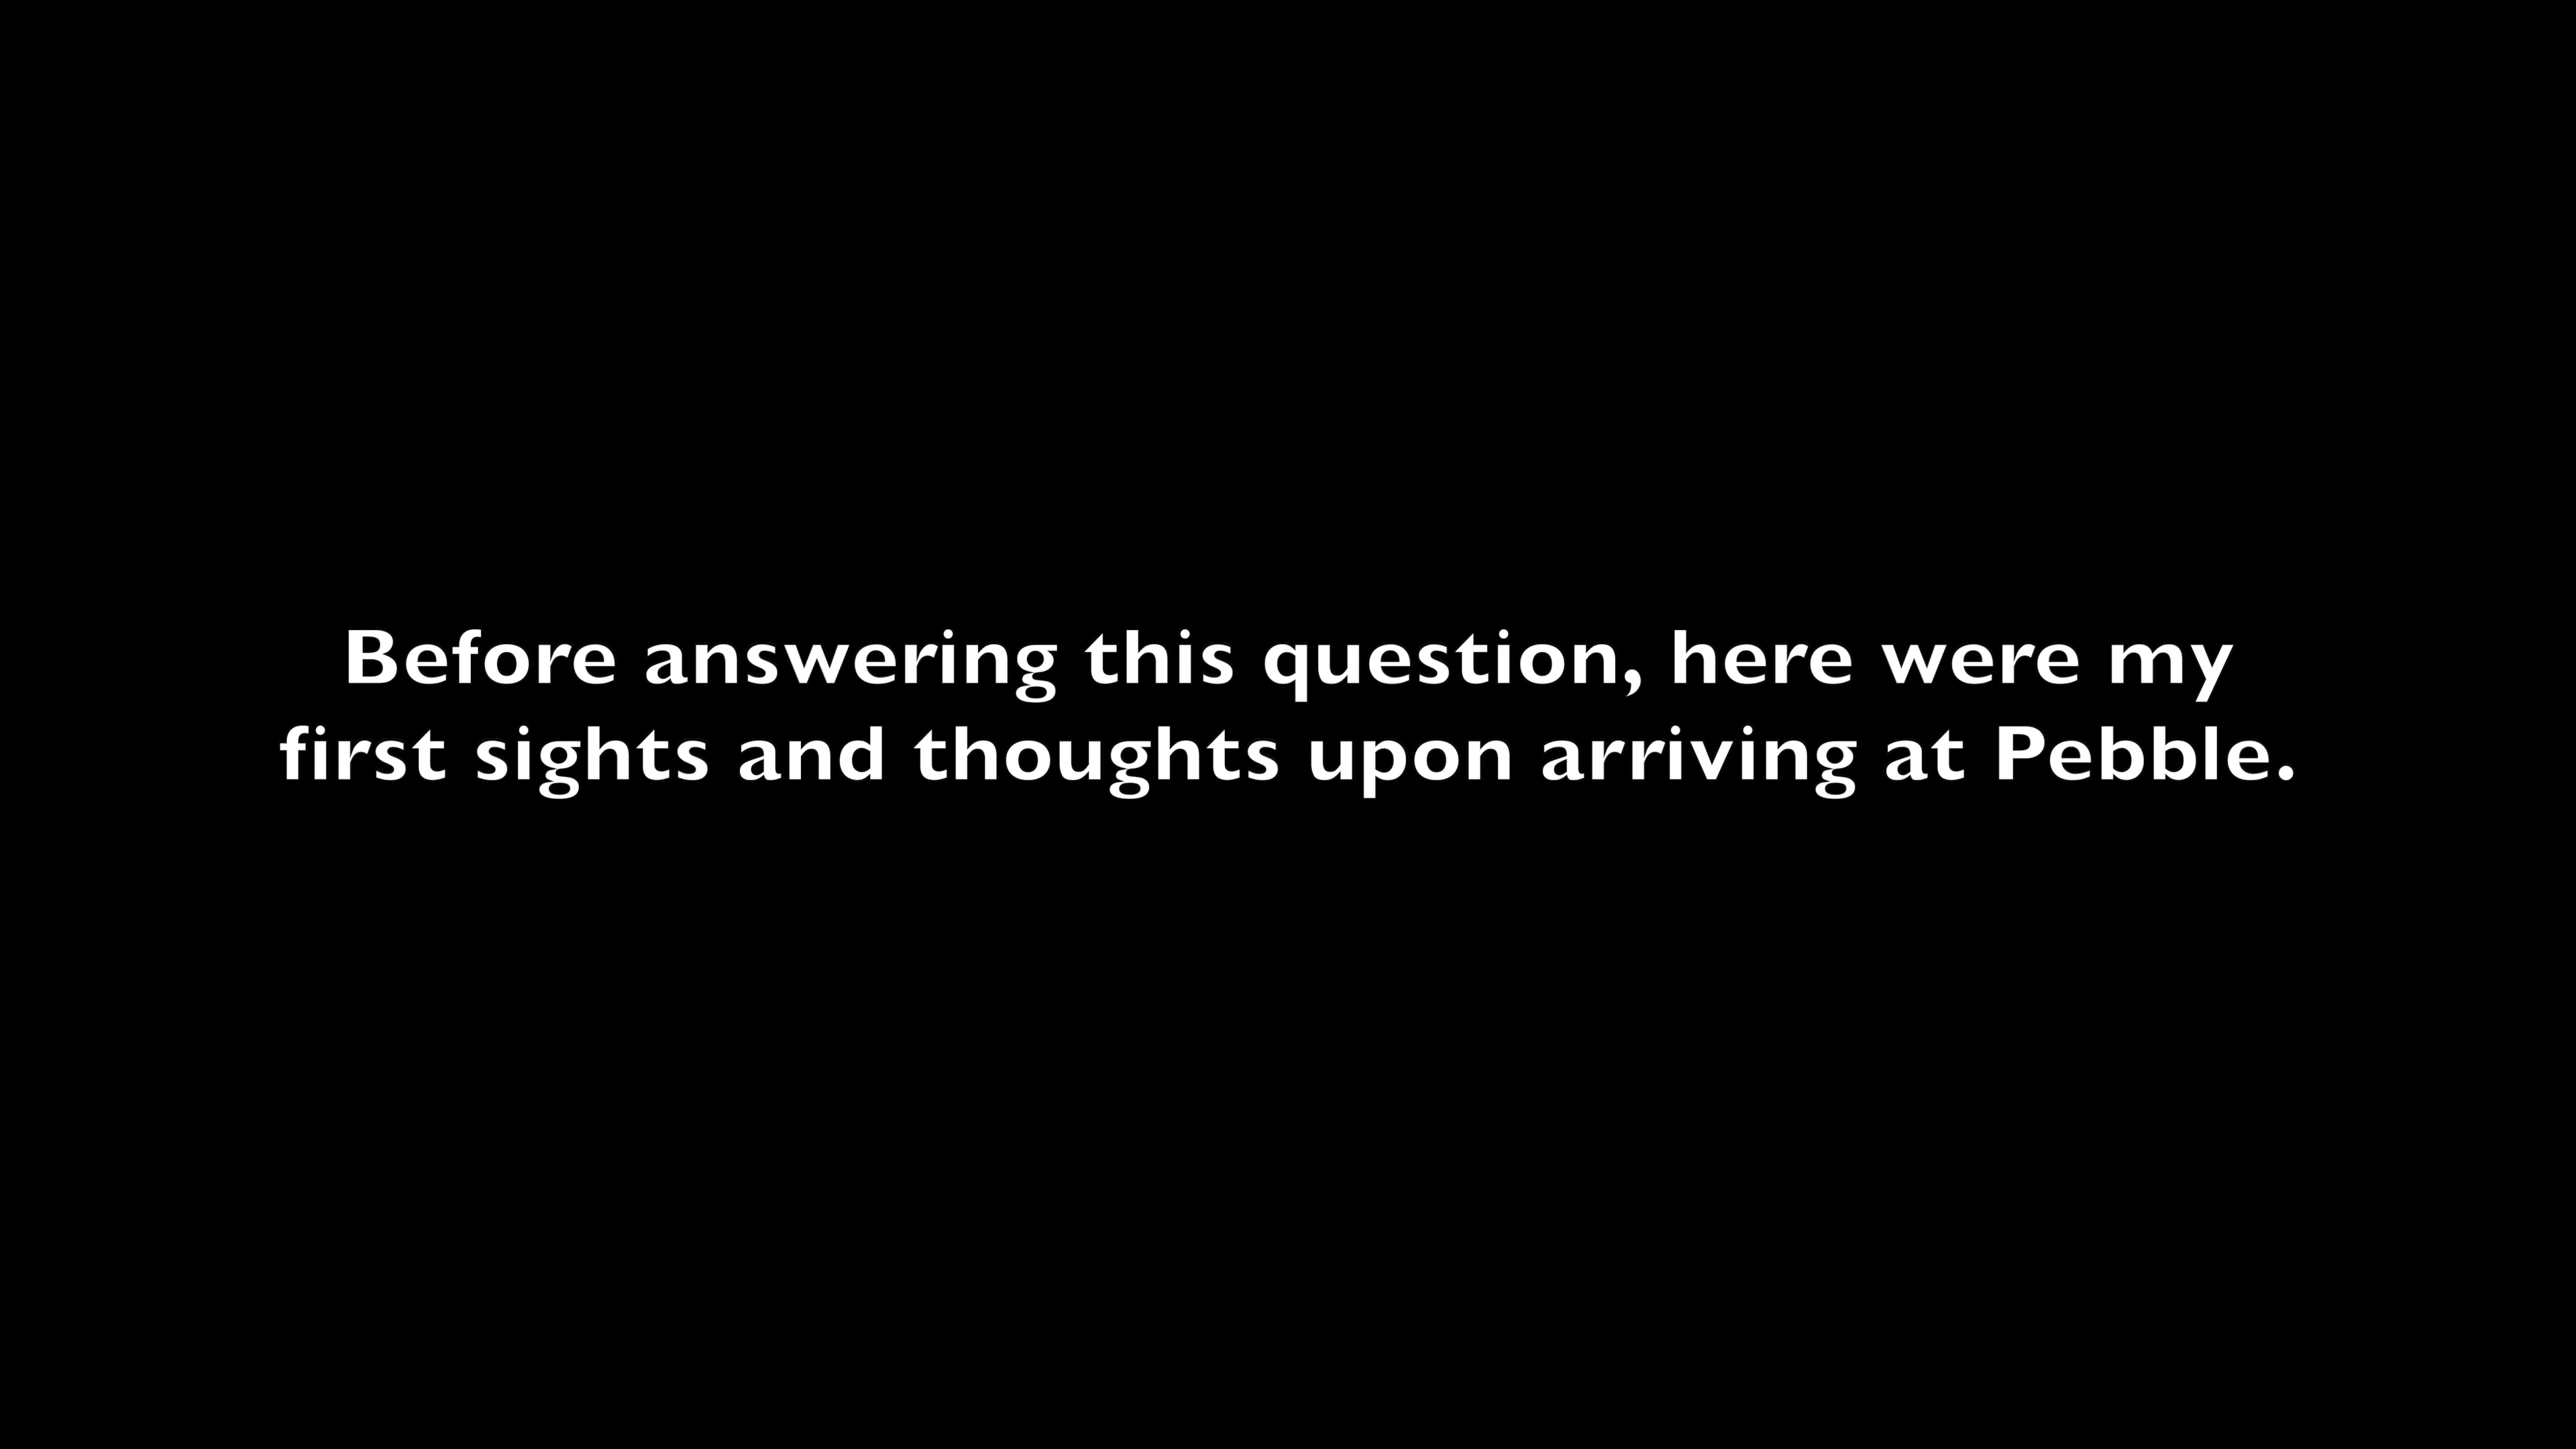 Before answering this question, here were my
first sights and thoughts upon arriving at Pebble.